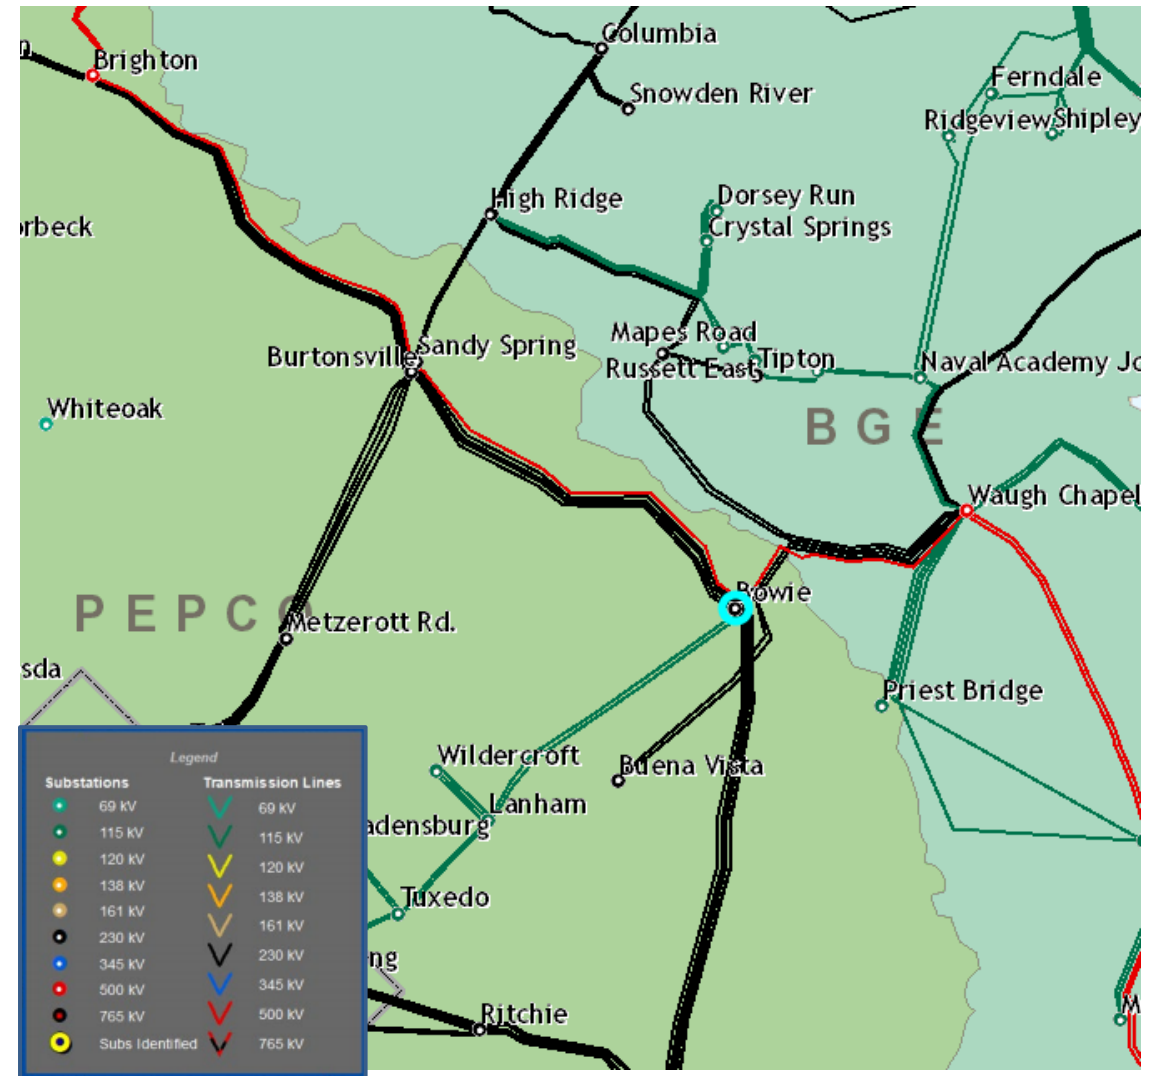 Columbia
Brighton
Snowden River
Ferndale
Ridgeview
Shipley
High Ridge
Dorsey Run
Crystal Springs
orbeck
Mapes Road
Sandy Spring
Burtonsville
Russett East
Tipton
Naval Academy Jc
Whiteoak
BGE
Waugh Chapel
Bowie
PEPCO
Metzerott Rd.
sda
Priest Bridge
Wildercroft
Buena Vista
Lanham
adensburg
Tuxedo
ng
Ritchie
M
Legend
Substations Transmission Lines
69 kV 69 kV
115 kV 115 kV
120 kV 120 kV
138 kV 138 kV
161 kV 161 kV
230 kV 230 kV
345 kV 345 kV
500 kV 500 kV
765 kV
Subs Identified 765 kV